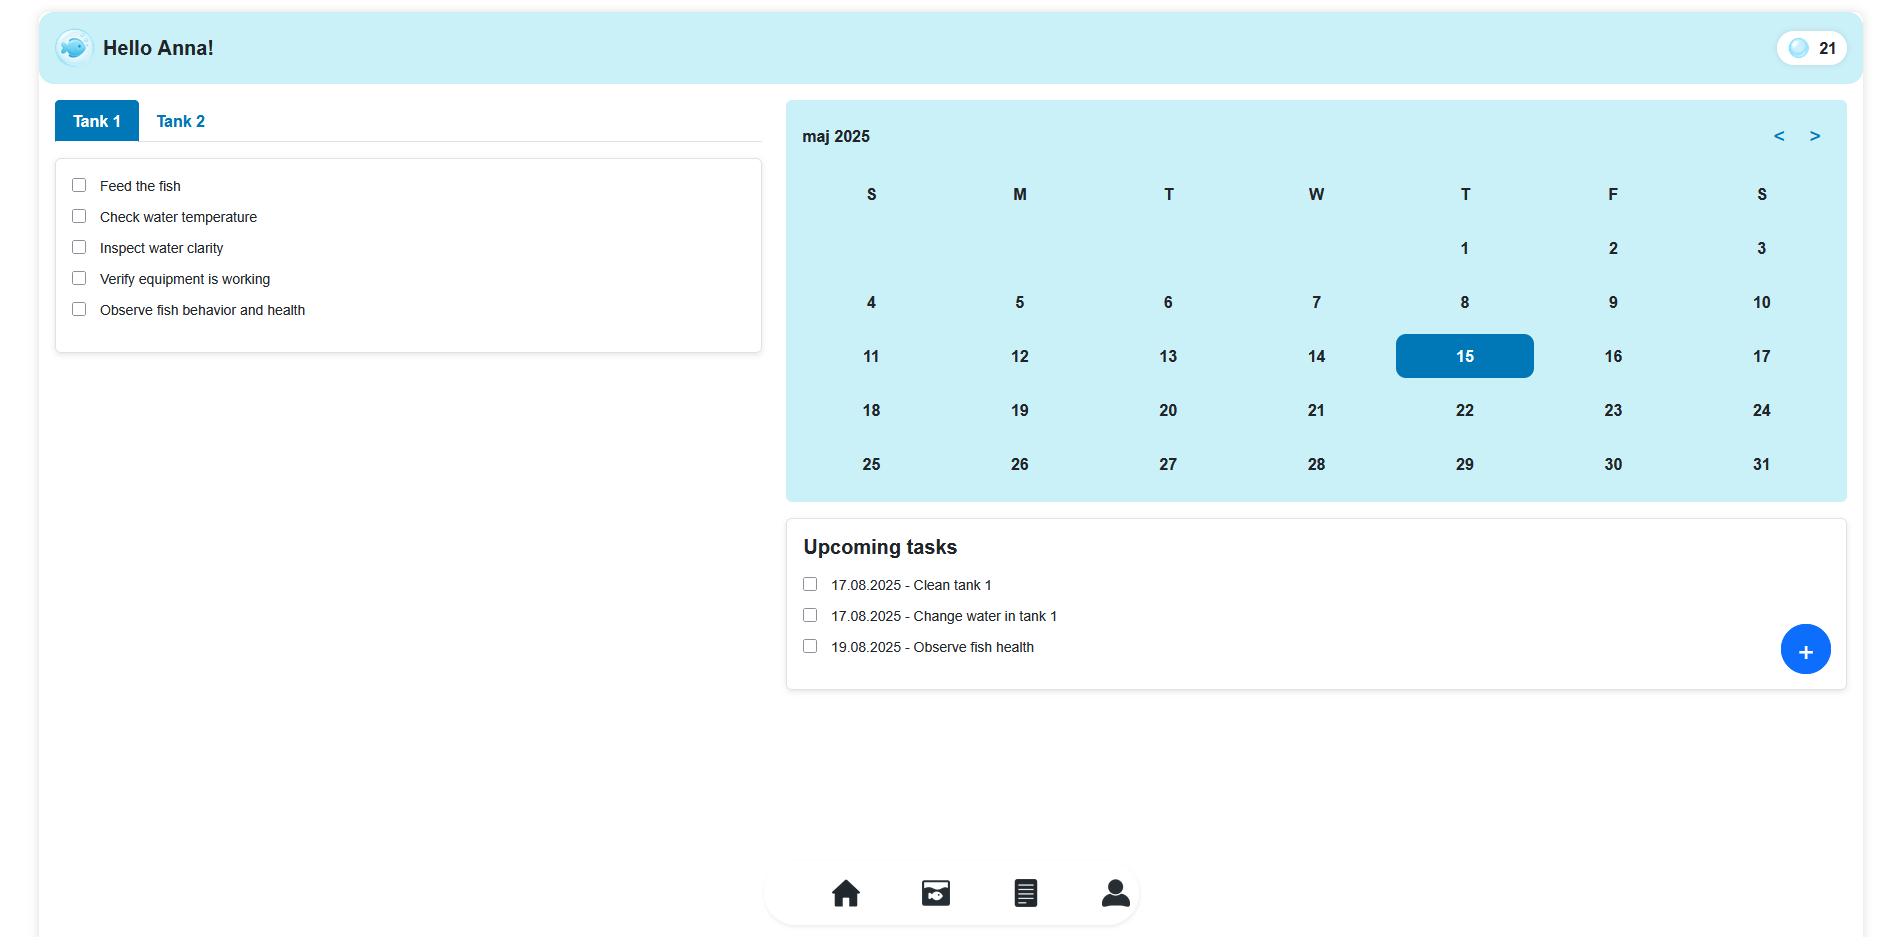 Hello Anna!
21
Tank 1 Tank 2
Feed the fish
Check water temperature
Inspect water clarity
Verify equipment is working
Observe fish behavior and health
maj 2025 < >
S M T W T F S
1 2 3
4 5 6 7 8 9 10
11 12 13 14 15 16 17
18 19 20 21 22 23 24
25 26 27 28 29 30 31
Upcoming tasks
17.08.2025 - Clean tank 1
17.08.2025 - Change water in tank 1
19.08.2025 - Observe fish health
+